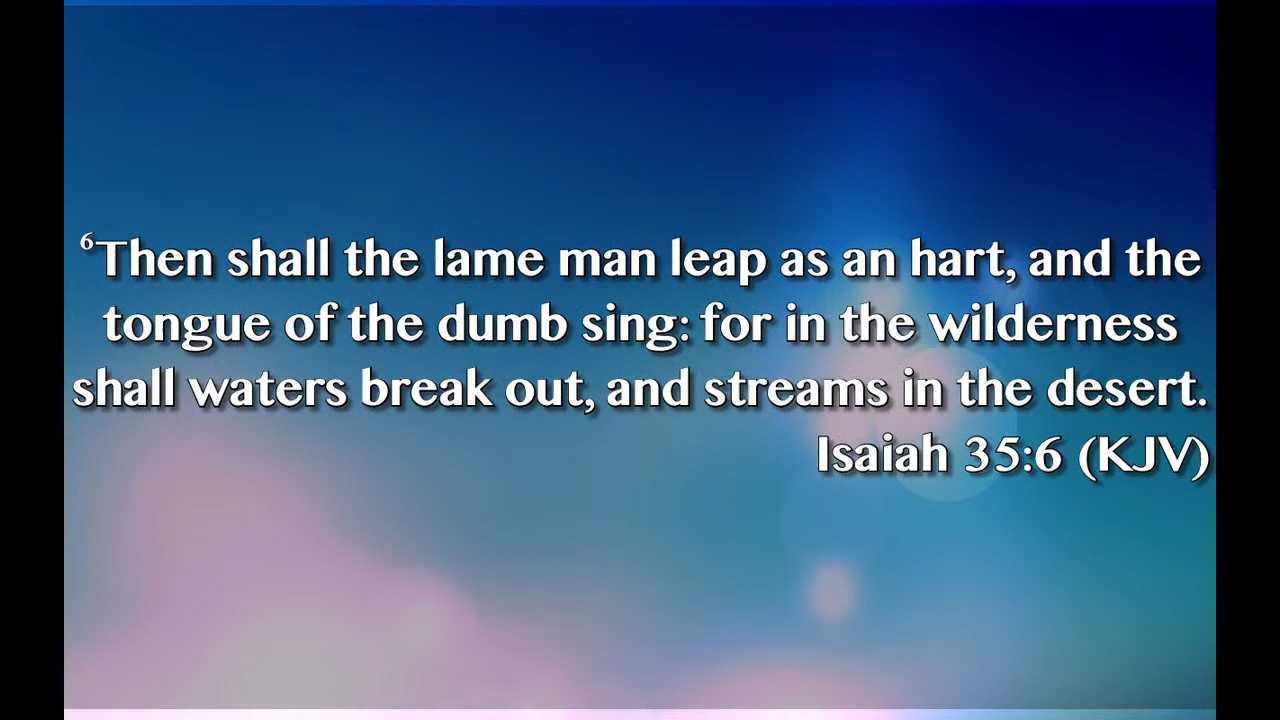 ⁶Then shall the lame man leap as an hart, and the
tongue of the dumb sing: for in the wilderness
shall waters break out, and streams in the desert.
Isaiah 35:6 (KJV)